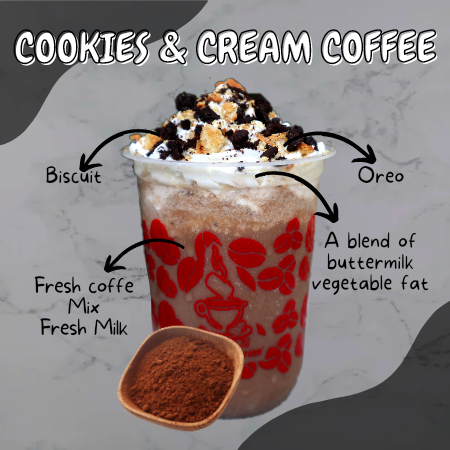 COOKIES & CREAM COFFEE
Biscuit
Oreo
A blend of
buttermilk
vegetable fat
Fresh coffe
Mix
Fresh Milk